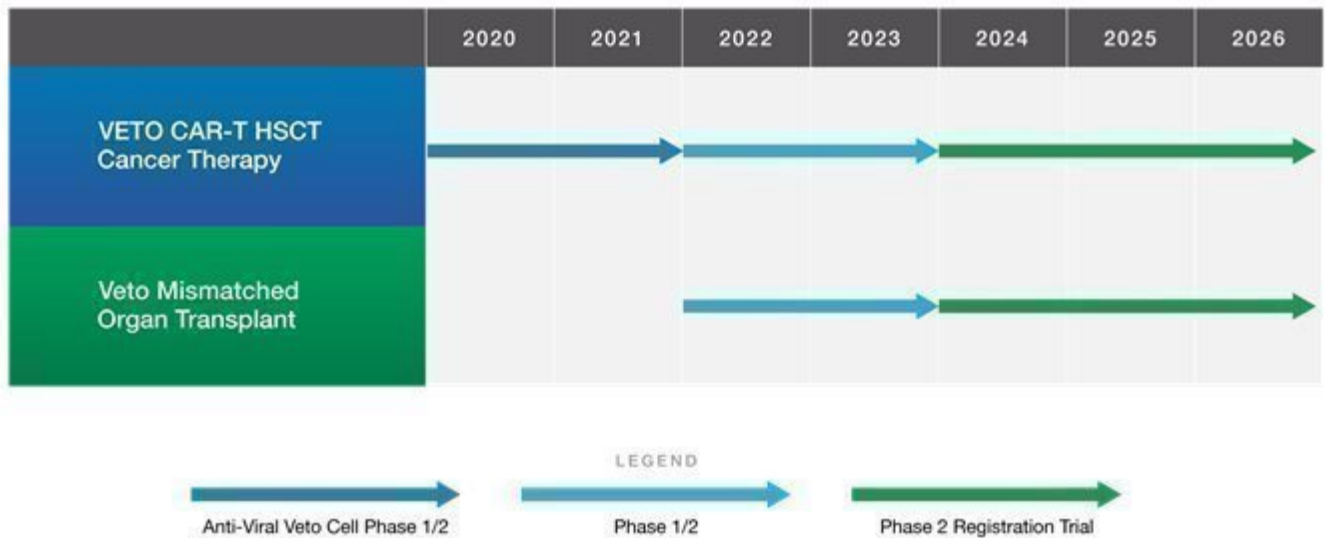 2020 2021 2022 2023 2024 2025 2026
VETO CAR-T HSCT
Cancer Therapy
Veto Mismatched
Organ Transplant
LEGEND
Anti-Viral Veto Cell Phase 1/2 Phase 1/2 Phase 2 Registration Trial